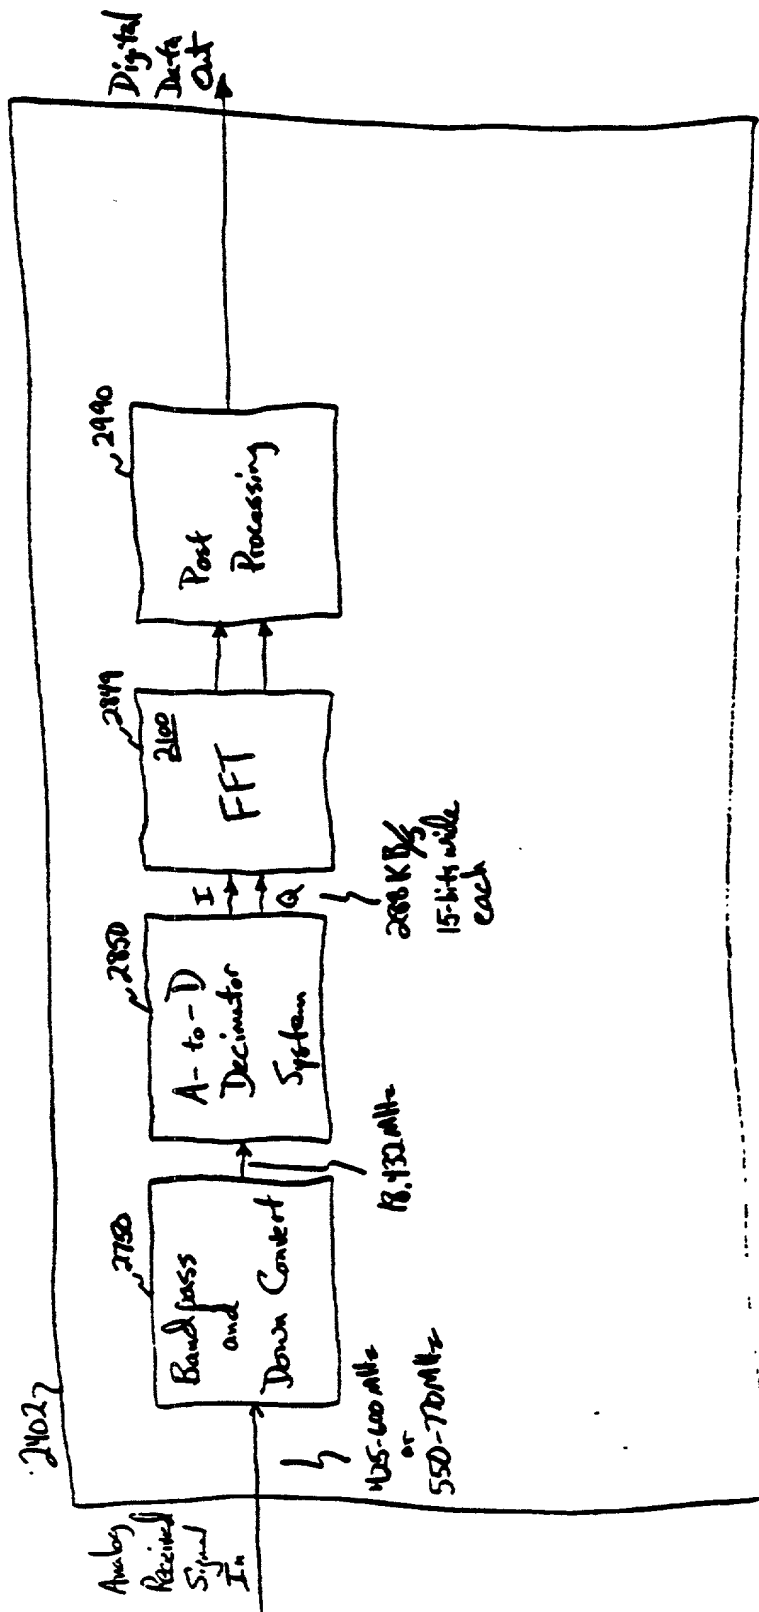 2402
Analog
Received
Signal
In
425-600 MHz
or
550-770 MHz
2750
Bandpass
and
Down Convert
18.432 MHz
2850
A-to-D
Decimator
System
I
Q
288 KB/s
15-bits wide
each
2849
2100
FFT
2990
Post
Processing
Digital
Data
Out